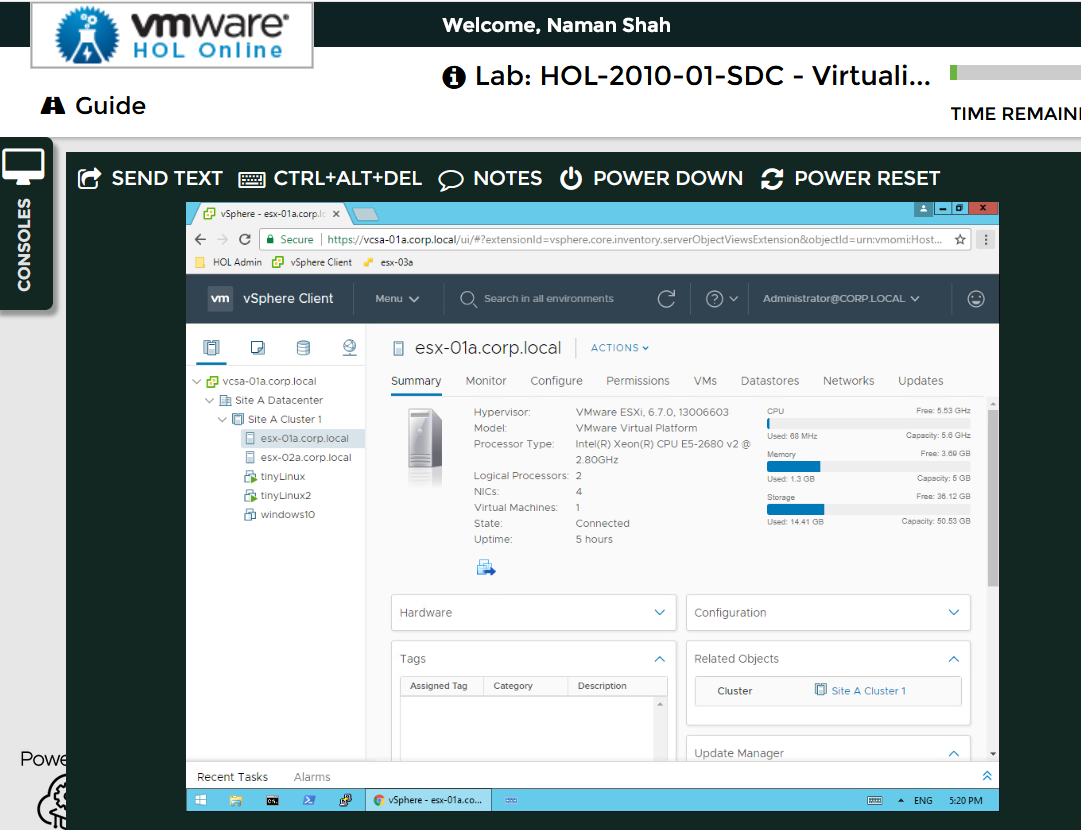 vmware®
HOL Online
Welcome, Naman Shah
Lab: HOL-2010-01-SDC - Virtuali...
Guide
TIME REMAINI
CONSOLES
SEND TEXT CTRL+ALT+DEL NOTES POWER DOWN POWER RESET
vSphere - esx-01a.corp.lo
Secure https://vcsa-01a.corp.local/ui/#?extensionId=vsphere.core.inventory.serverObjectViewsExtension&objectId=urn:vmomi:Host...
HOL Admin vSphere Client esx-03a
vm vSphere Client Menu Search in all environments Administrator@CORP.LOCAL
esx-01a.corp.local ACTIONS
Summary Monitor Configure Permissions VMs Datastores Networks Updates
vcsa-01a.corp.local
Site A Datacenter
Site A Cluster 1
esx-01a.corp.local
esx-02a.corp.local
tinyLinux
tinyLinux2
windows10
Hypervisor: VMware ESXi, 6.7.0, 13006603
Model: VMware Virtual Platform
Processor Type: Intel(R) Xeon(R) CPU E5-2680 v2 @
2.80GHz
Logical Processors: 2
NICs: 4
Virtual Machines: 1
State: Connected
Uptime: 5 hours
CPU Free: 5.53 GHz
Used: 68 MHz Capacity: 5.6 GHz
Memory Free: 3.69 GB
Used: 1.3 GB Capacity: 5 GB
Storage Free: 36.12 GB
Used: 14.41 GB Capacity: 50.53 GB
Hardware
Configuration
Tags
Assigned Tag Category Description
Related Objects
Cluster Site A Cluster 1
Update Manager
Powe
Recent Tasks Alarms
vSphere - esx-01a.co...
ENG 5:20 PM